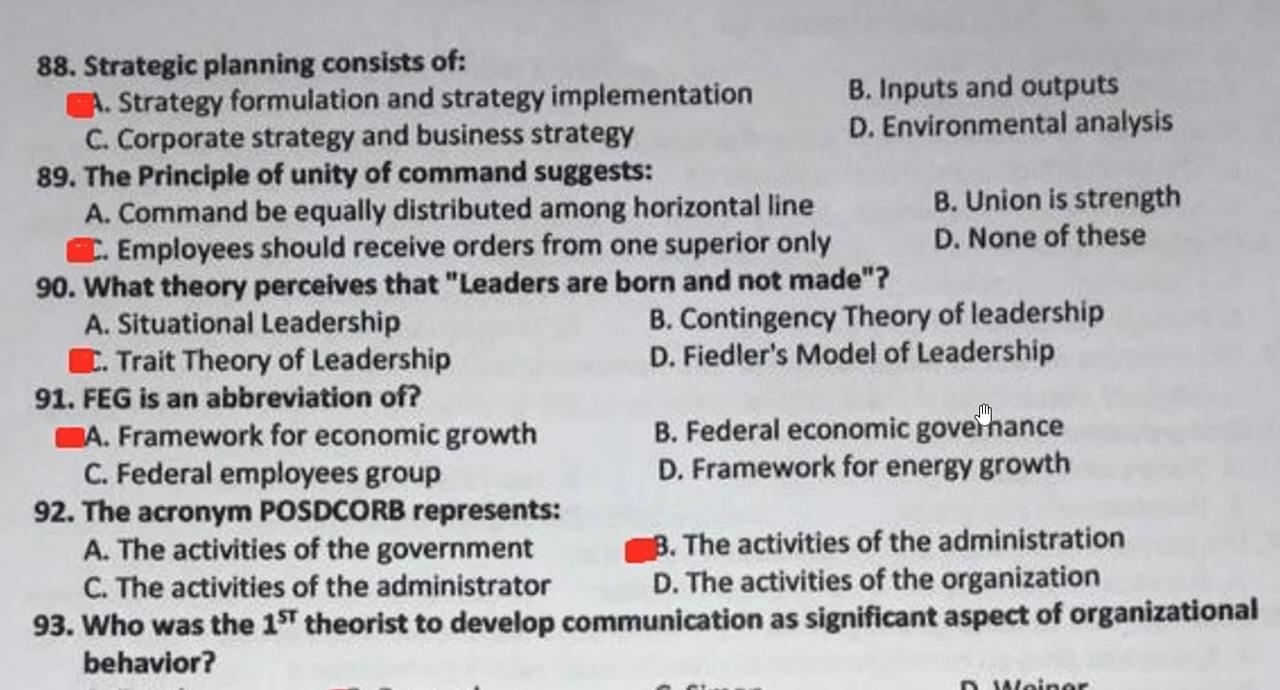 88. Strategic planning consists of:
A. Strategy formulation and strategy implementation B. Inputs and outputs
C. Corporate strategy and business strategy D. Environmental analysis
89. The Principle of unity of command suggests:
A. Command be equally distributed among horizontal line B. Union is strength
C. Employees should receive orders from one superior only D. None of these
90. What theory perceives that "Leaders are born and not made"?
A. Situational Leadership B. Contingency Theory of leadership
C. Trait Theory of Leadership D. Fiedler's Model of Leadership
91. FEG is an abbreviation of?
A. Framework for economic growth B. Federal economic governance
C. Federal employees group D. Framework for energy growth
92. The acronym POSDCORB represents:
A. The activities of the government B. The activities of the administration
C. The activities of the administrator D. The activities of the organization
93. Who was the 1ST theorist to develop communication as significant aspect of organizational
behavior?
C. Simon D. Weiner